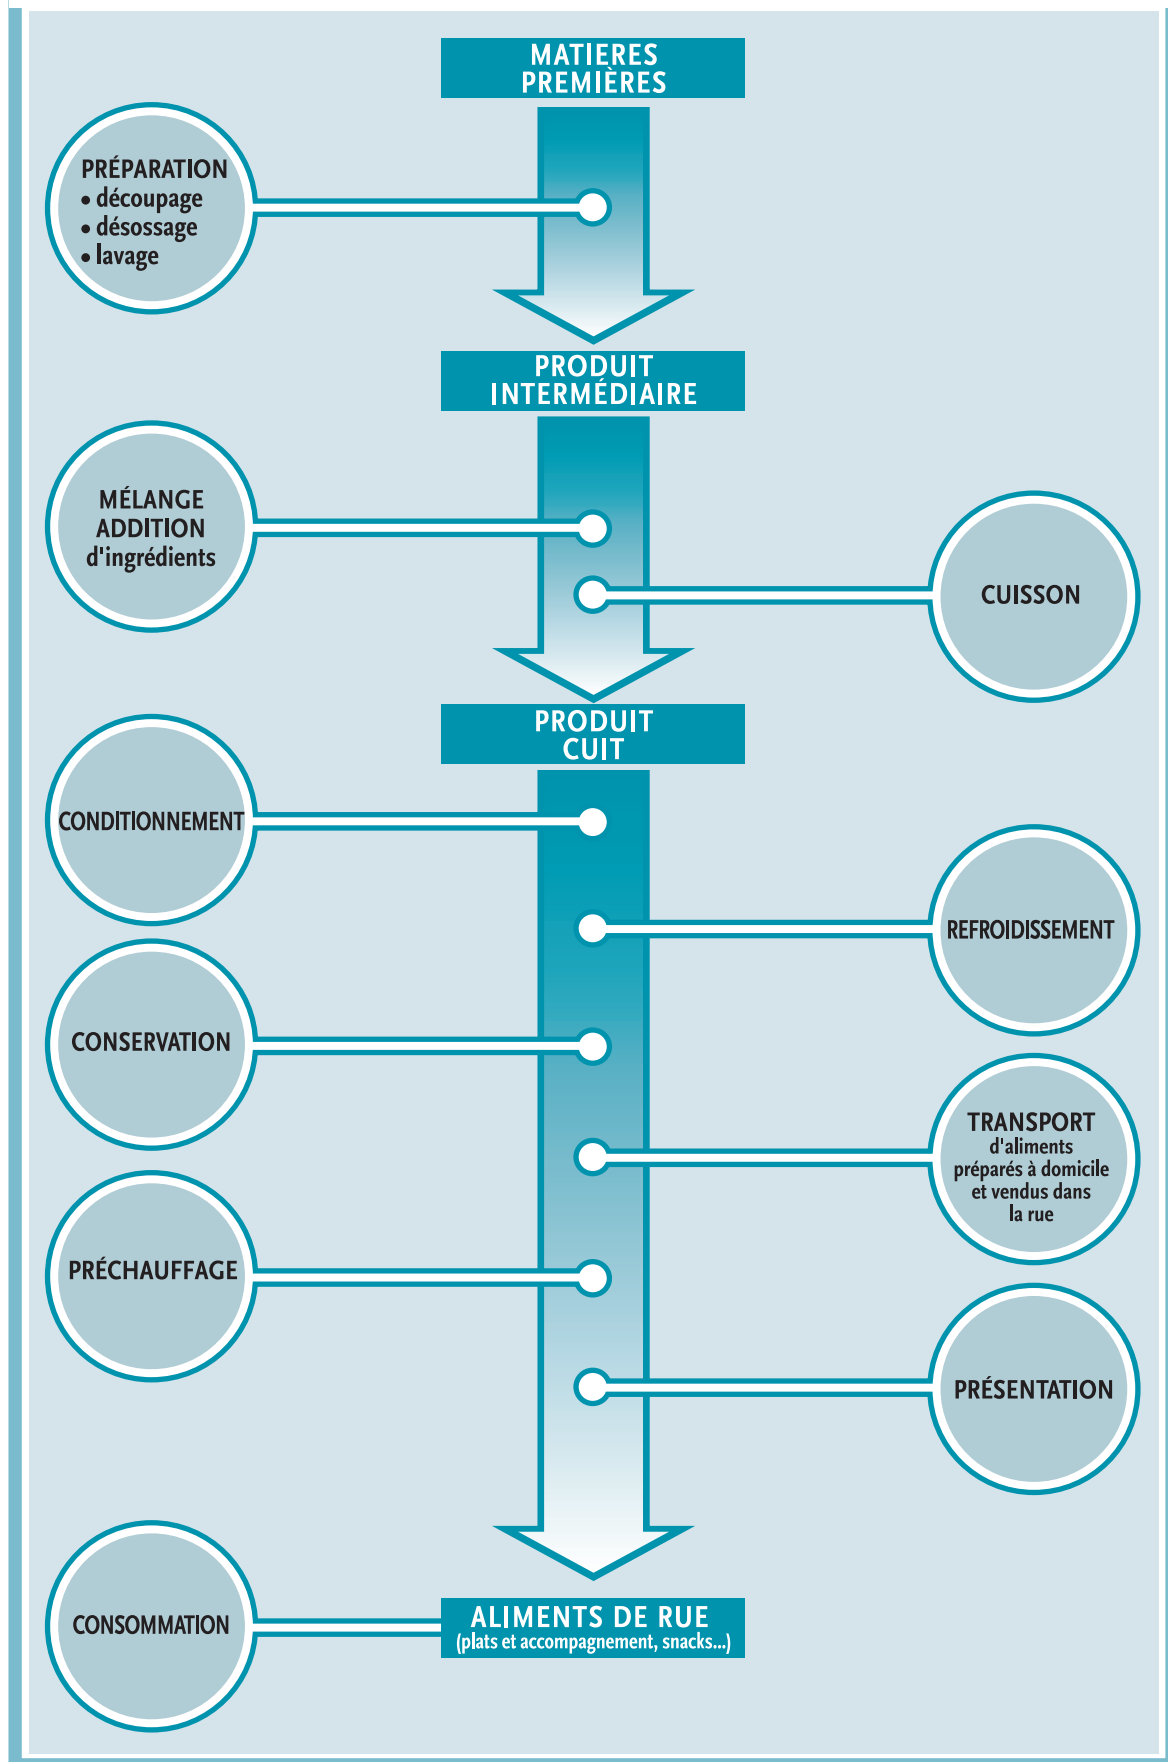 MATIERES
PREMIÈRES
PRÉPARATION
• découpage
• désossage
• lavage
PRODUIT
INTERMÉDIAIRE
MÉLANGE
ADDITION
d'ingrédients
CUISSON
PRODUIT
CUIT
CONDITIONNEMENT
REFROIDISSEMENT
CONSERVATION
TRANSPORT
d'aliments
préparés à domicile
et vendus dans
la rue
PRÉCHAUFFAGE
PRÉSENTATION
CONSOMMATION
ALIMENTS DE RUE
(plats et accompagnement, snacks...)